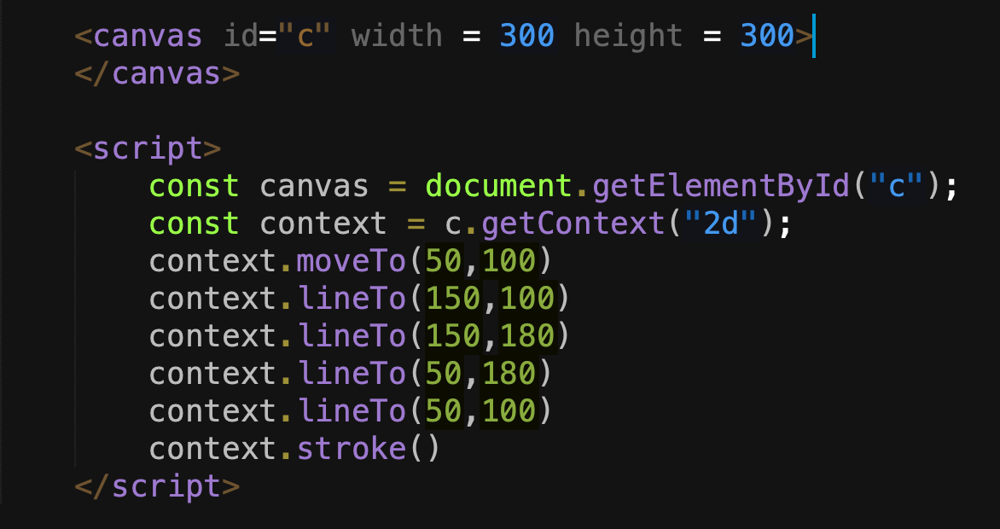 <canvas id="c" width = 300 height = 300>
</canvas>
<script>
const canvas = document.getElementById("c");
const context = c.getContext("2d");
context.moveTo(50,100)
context.lineTo(150,100)
context.lineTo(150,180)
context.lineTo(50,180)
context.lineTo(50,100)
context.stroke()
</script>